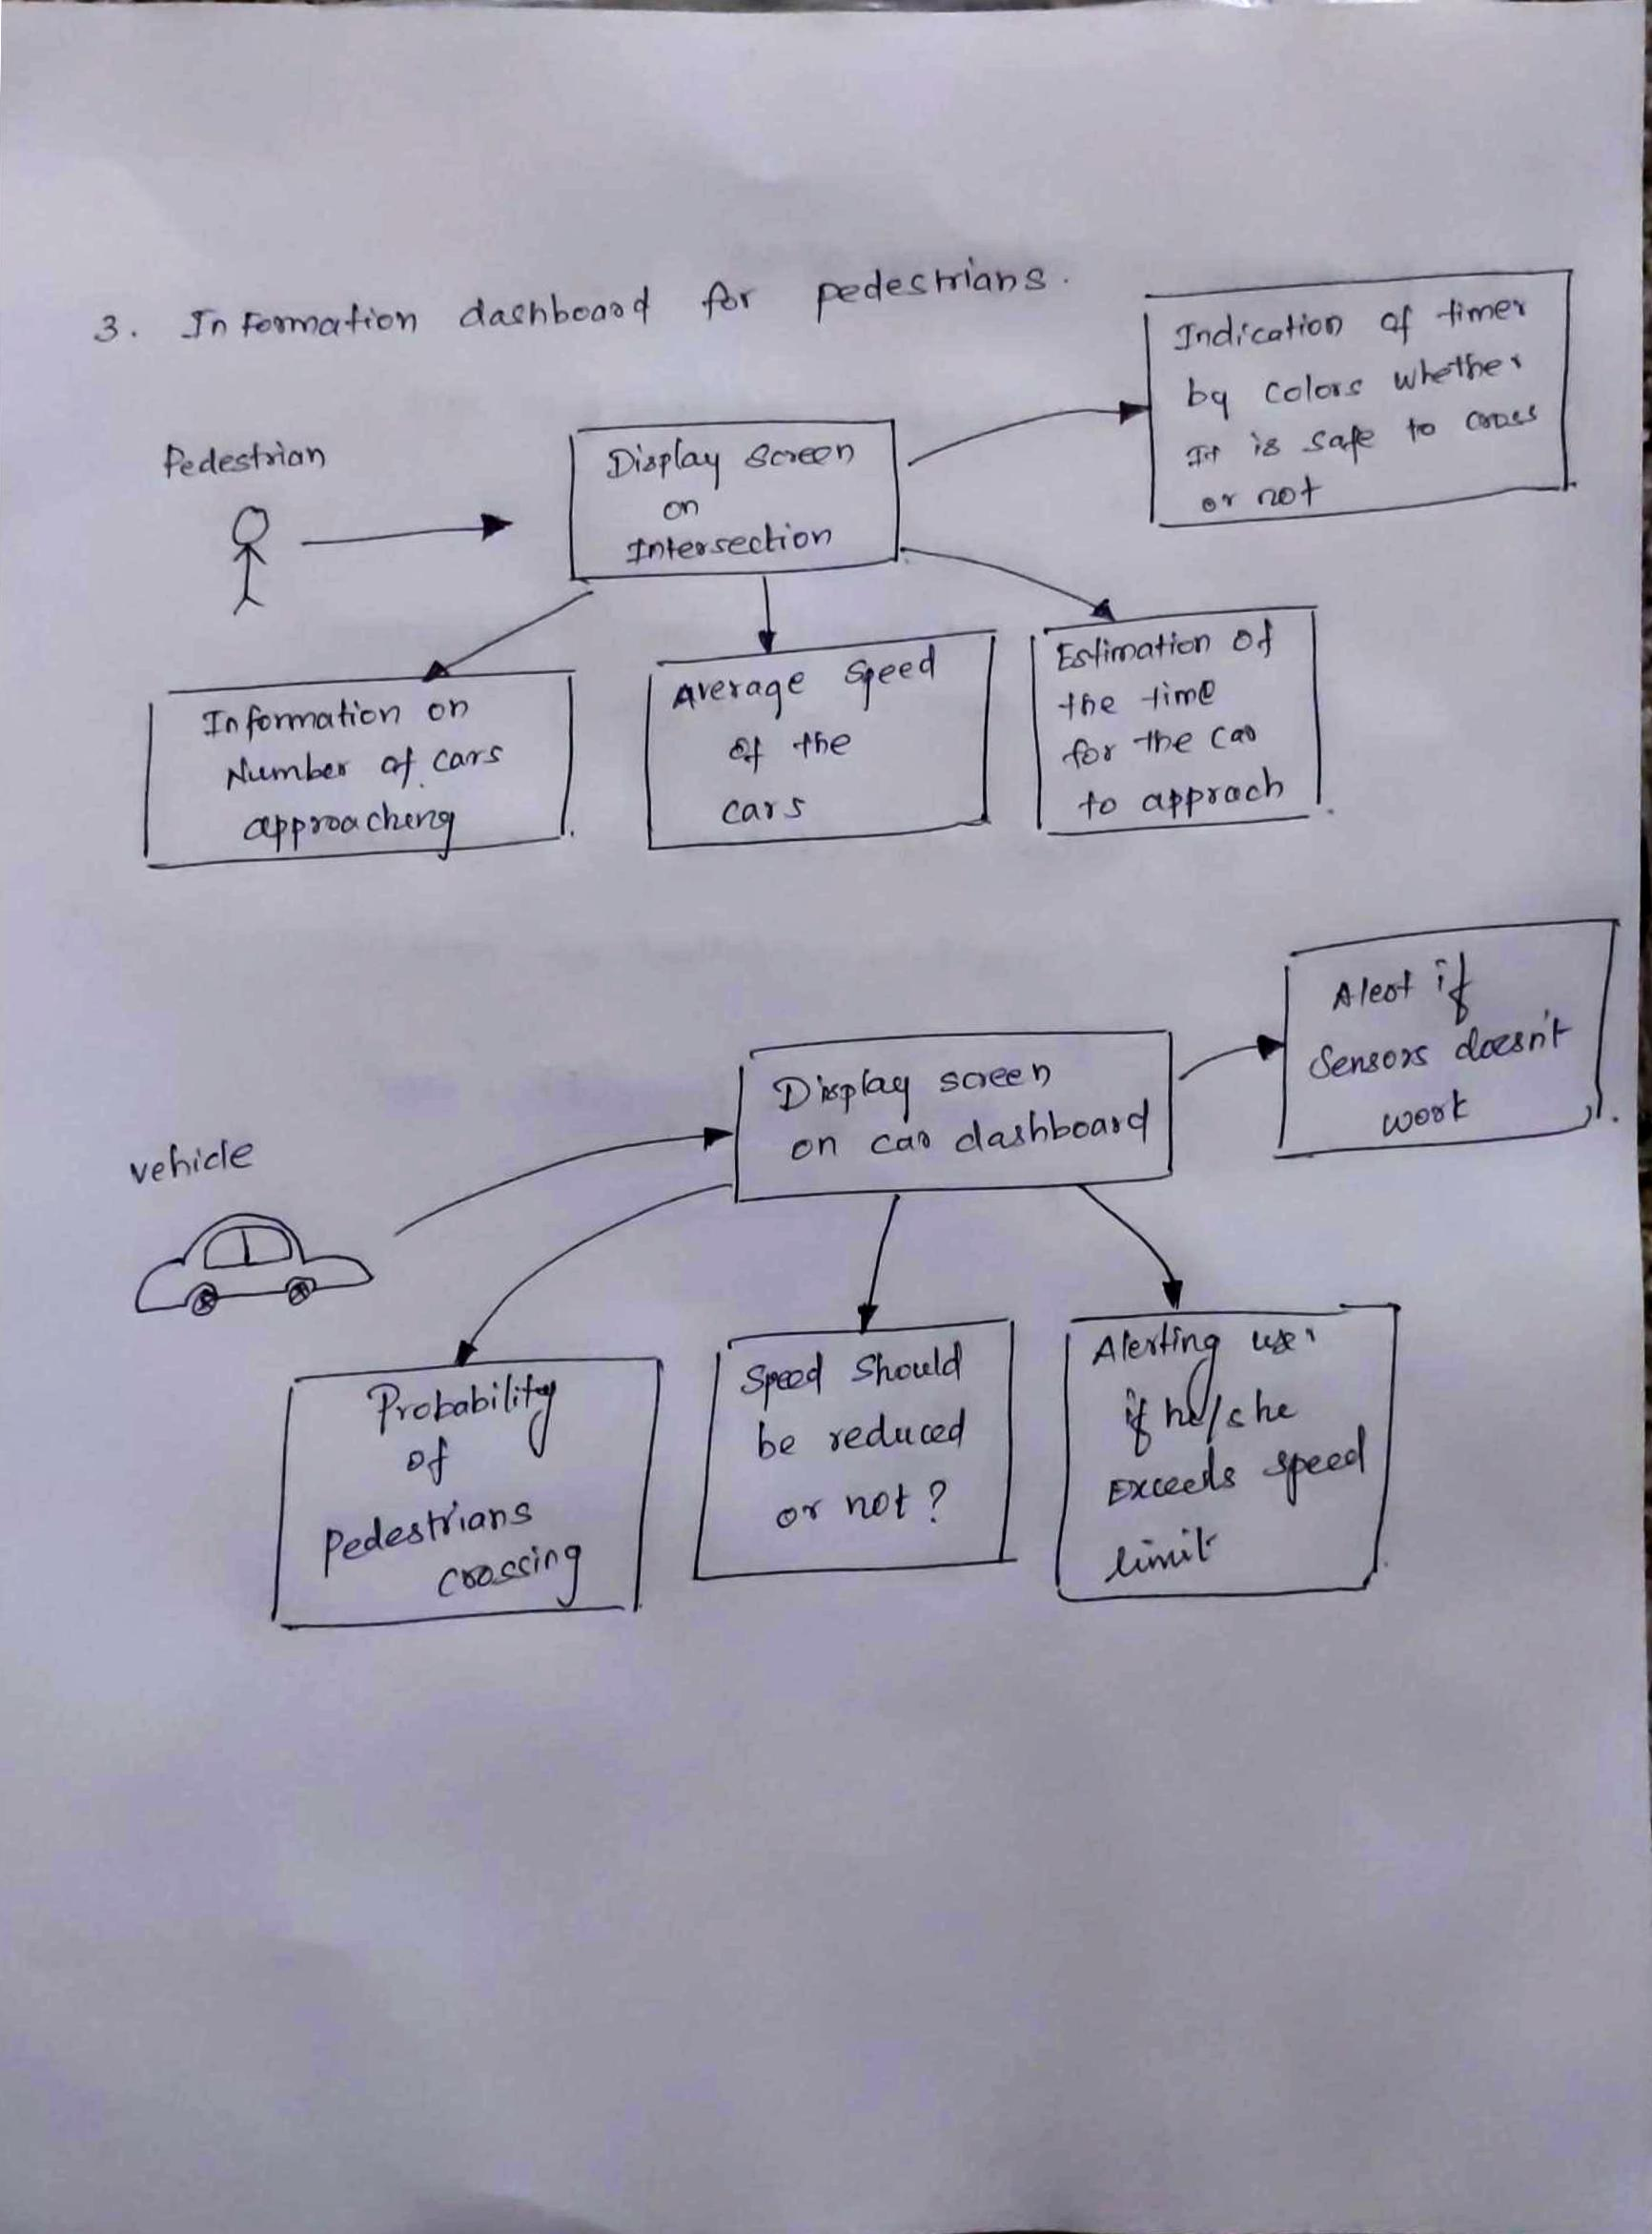 3. Information dashboard for pedestrians.
Pedestrian
Display screen
on
Intersection
Indication of timer
by colors whether
It is safe to cross
or not
Information on
Number of cars
approaching
Average speed
of the
cars
Estimation of
the time
for the car
to apprach
vehicle
Display screen
on car dashboard
Alert if
Sensors doesn't
work
Probability
of
Pedestrians
crossing
Speed should
be reduced
or not?
Alerting user
if he/she
Exceeds speed
limit